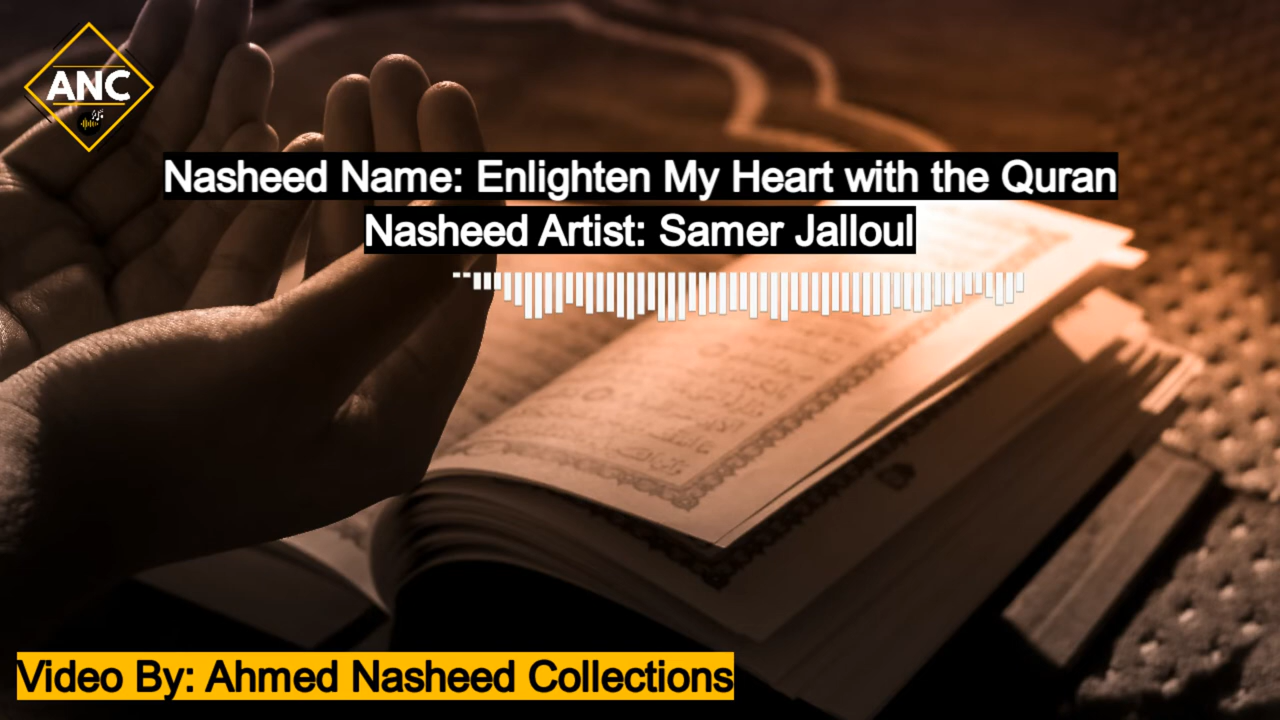 ANC
Nasheed Name: Enlighten My Heart with the Quran
Nasheed Artist: Samer Jalloul
Video By: Ahmed Nasheed Collections